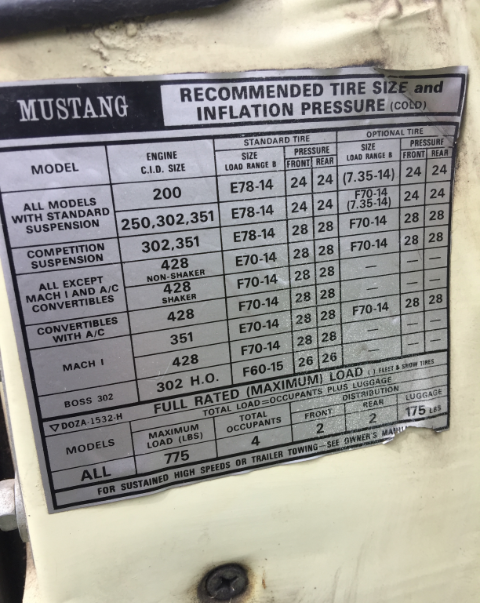 MUSTANG
RECOMMENDED TIRE SIZE and
INFLATION PRESSURE (COLD)
MODEL
ENGINE
C.I.D. SIZE
STANDARD TIRE
OPTIONAL TIRE
SIZE
LOAD RANGE B
PRESSURE
FRONT REAR
SIZE
LOAD RANGE B
PRESSURE
FRONT REAR
ALL MODELS
WITH STANDARD
SUSPENSION
200 E78-14 24 24 (7.35-14) 24 24
250,302,351 E78-14 24 24 F70-14 (7.35-14) 24 24
COMPETITION
SUSPENSION
302,351 E78-14 28 28 F70-14 28 28
ALL EXCEPT
MACH I AND A/C
CONVERTIBLES
428 NON-SHAKER E70-14 28 28 F70-14 28 28
428 SHAKER F70-14 28 28 — — —
CONVERTIBLES
WITH A/C
428 F70-14 28 28 — — —
MACH I
351 E70-14 28 28 F70-14 28 28
428 F70-14 28 28 — — —
BOSS 302 302 H.O. F60-15 26 26 — — —
▽DOZA-1532-H
FULL RATED (MAXIMUM) LOAD
TOTAL LOAD=OCCUPANTS PLUS LUGGAGE
MODELS
MAXIMUM
LOAD (LBS)
TOTAL
OCCUPANTS
DISTRIBUTION
FRONT REAR LUGGAGE
ALL 775 4 2 2 175 LBS
FOR SUSTAINED HIGH SPEEDS OR TRAILER TOWING—SEE OWNER'S